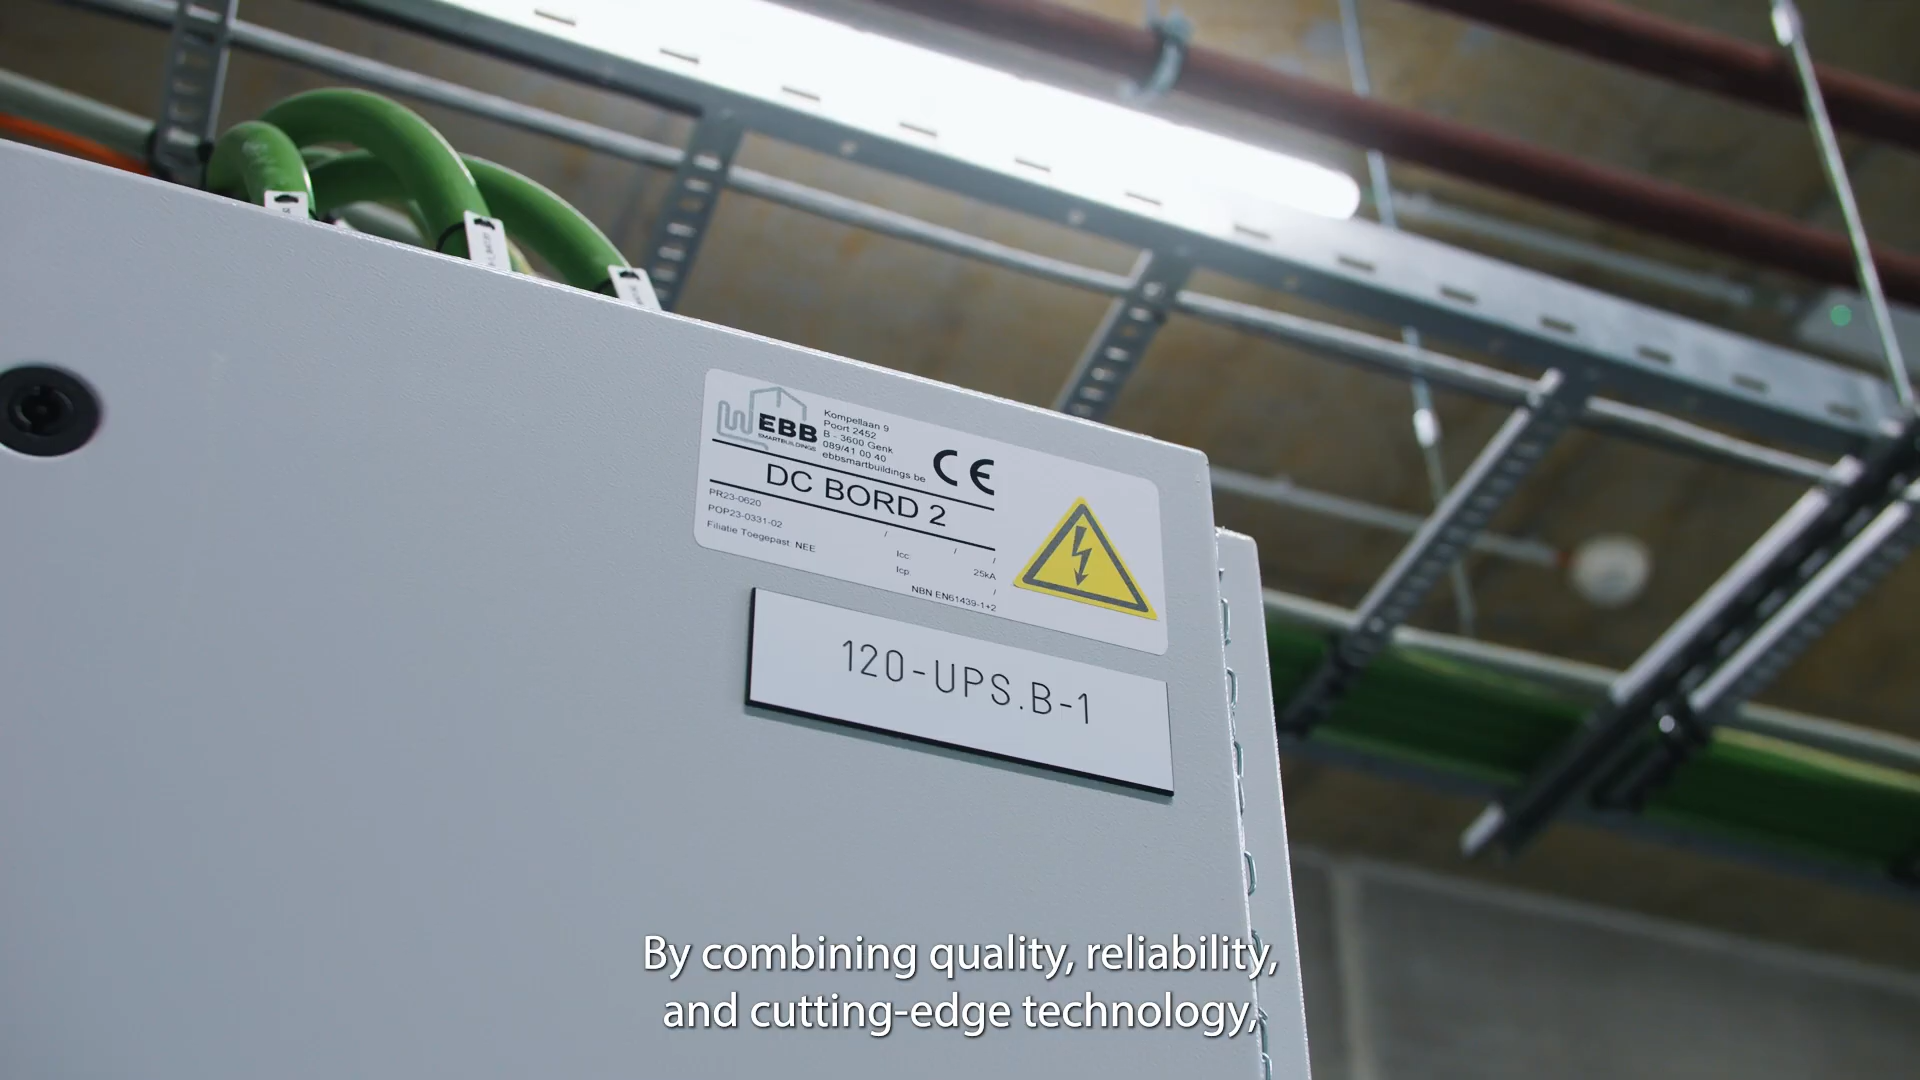 EBB
SMARTBUILDINGS
Kompellaan 9
Poort 2452
B - 3600 Genk
089/41 00 40
ebbsmartbuildings.be
CE
DC BORD 2
PR23-0620
POP23-0331-02
Filiatie Toegepast NEE
/
/
/
Icc
25kA
Icp
/
NBN EN61439-1+2
120-UPS.B-1
By combining quality, reliability,
and cutting-edge technology,